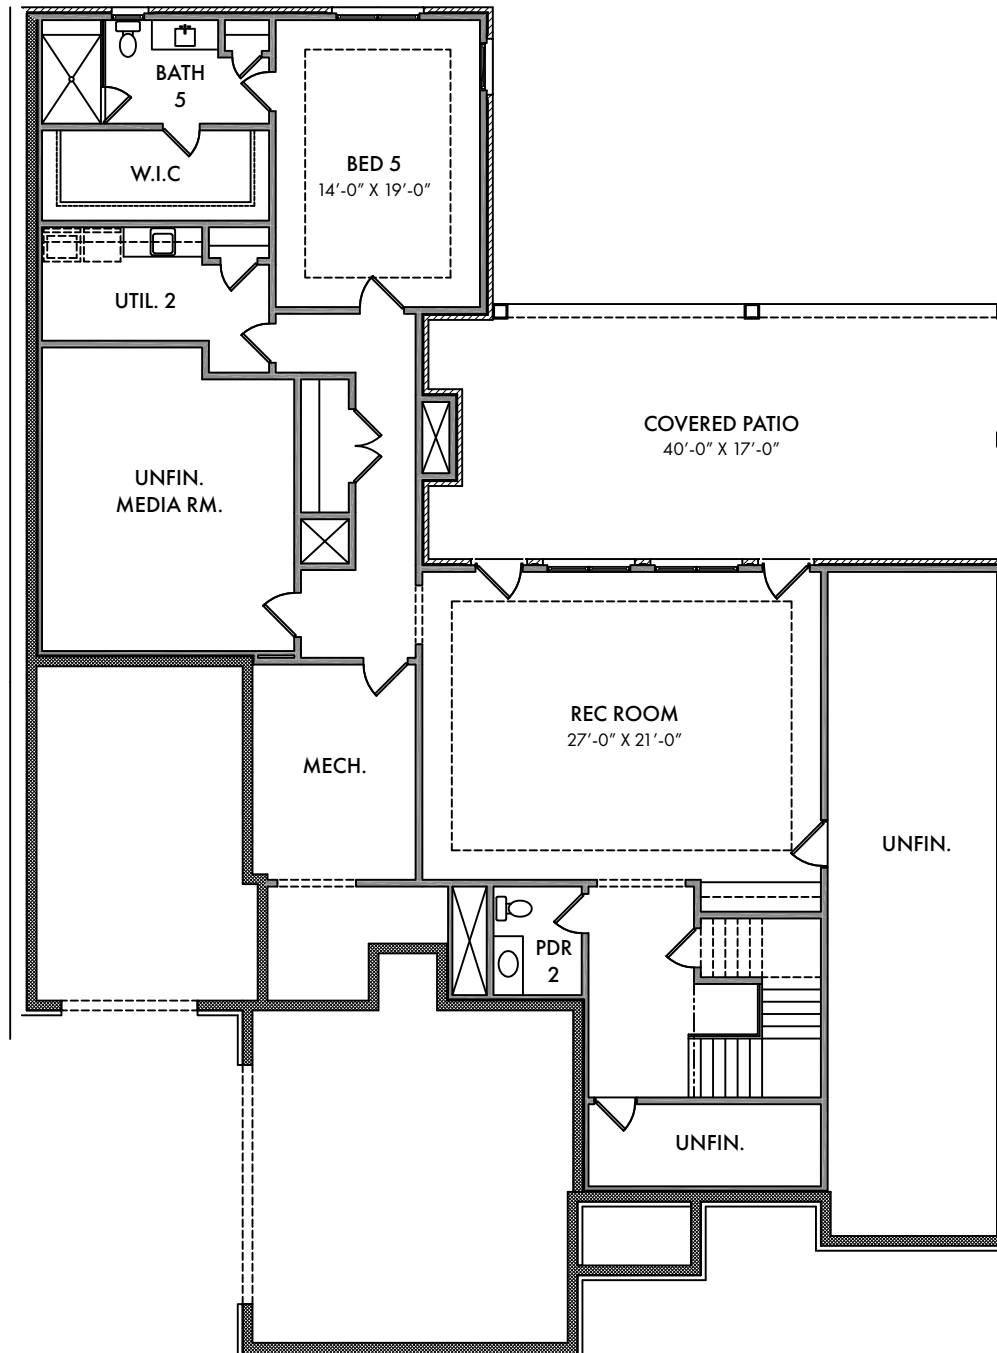 BATH
5
BED 5
14'-0" X 19'-0"
W.I.C
UTIL. 2
COVERED PATIO
40'-0" X 17'-0"
UNFIN.
MEDIA RM.
REC ROOM
27'-0" X 21'-0"
MECH.
UNFIN.
PDR
2
UNFIN.